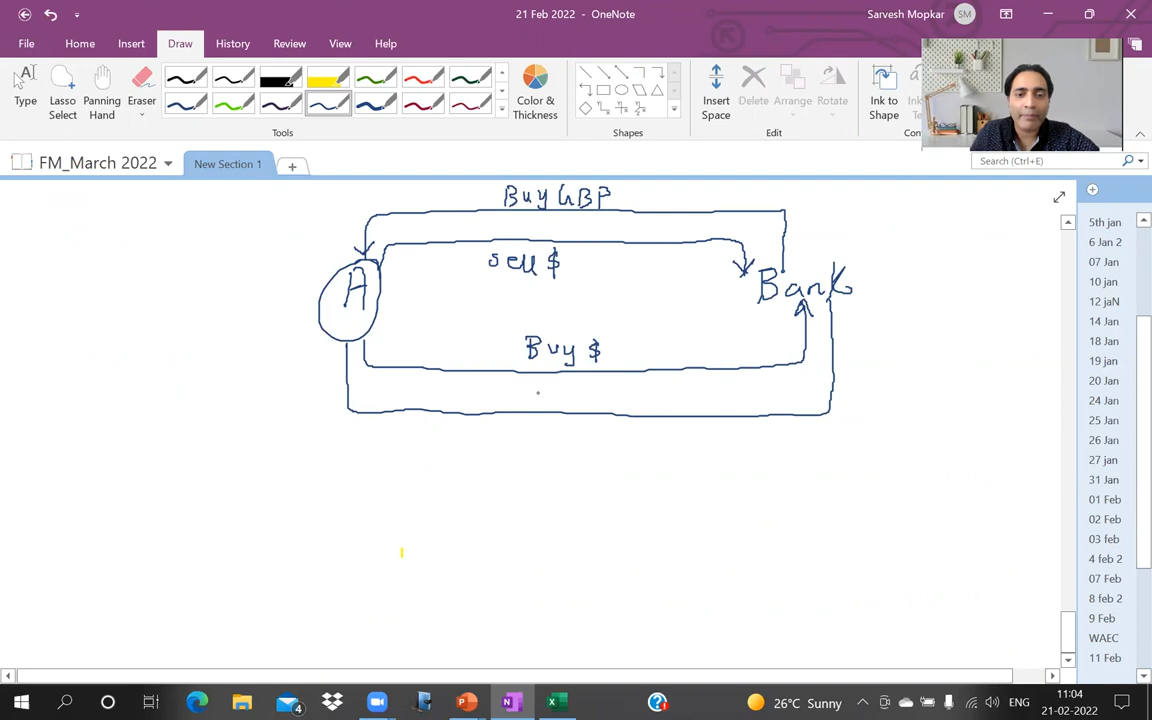 21 Feb 2022 - OneNote
Sarvesh Mopkar
SM
File
Home
Insert
Draw
History
Review
View
Help
Type
Lasso Select
Panning Hand
Eraser
Color & Thickness
Insert Space
Delete
Arrange
Rotate
Ink to Shape
Tools
Shapes
Edit
FM_March 2022
New Section 1
Search (Ctrl+E)
Buy GBP
sell $
A
Bank
Buy $
5th jan
6 Jan 2
07 Jan
10 jan
12 jaN
14 Jan
18 Jan
19 jan
20 Jan
24 Jan
25 Jan
26 Jan
27 jan
31 Jan
01 Feb
02 Feb
03 feb
4 feb 2
07 Feb
8 feb 2
9 Feb
WAEC
11 Feb
4
26°C Sunny
ENG
11:04
21-02-2022